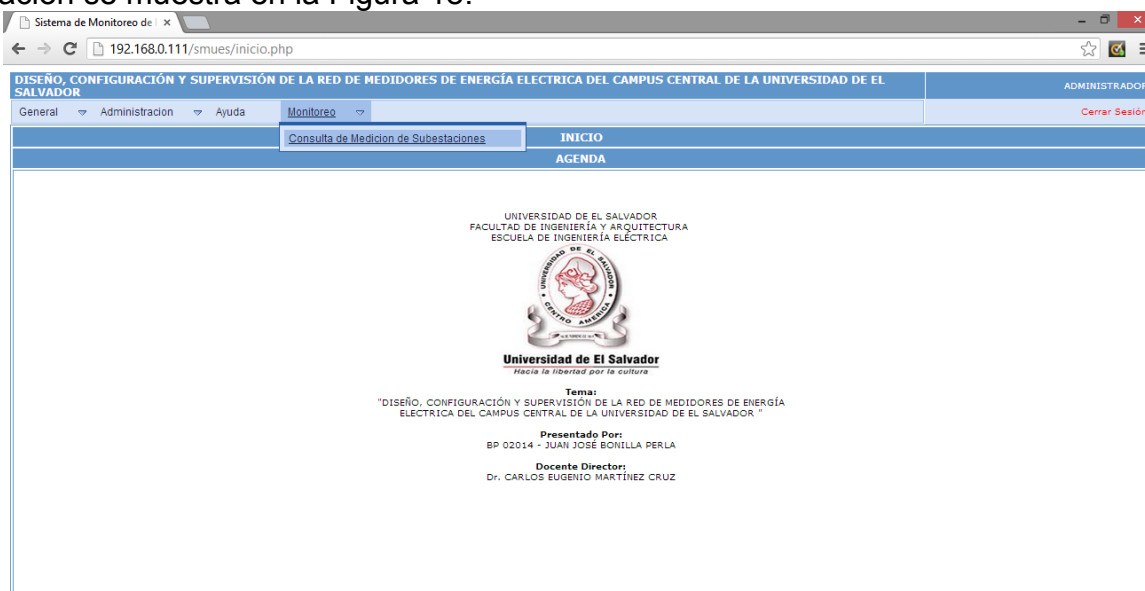 ación se muestra en la Figura 18.
Sistema de Monitoreo de
192.168.0.111/smues/inicio.php
DISEÑO, CONFIGURACIÓN Y SUPERVISIÓN DE LA RED DE MEDIDORES DE ENERGÍA ELECTRICA DEL CAMPUS CENTRAL DE LA UNIVERSIDAD DE EL
SALVADOR
ADMINISTRADOR
General Administracion Ayuda Monitoreo
Cerrar Sesión
Consulta de Medicion de Subestaciones
INICIO
AGENDA
UNIVERSIDAD DE EL SALVADOR
FACULTAD DE INGENIERÍA Y ARQUITECTURA
ESCUELA DE INGENIERÍA ELÉCTRICA
UNIVERSIDAD DE EL SALVADOR
CENTRO AMERICA
Universidad de El Salvador
Hacia la libertad por la cultura
Tema:
"DISEÑO, CONFIGURACIÓN Y SUPERVISIÓN DE LA RED DE MEDIDORES DE ENERGÍA
ELECTRICA DEL CAMPUS CENTRAL DE LA UNIVERSIDAD DE EL SALVADOR "
Presentado Por:
BP 02014 - JUAN JOSÉ BONILLA PERLA
Docente Director:
Dr. CARLOS EUGENIO MARTÍNEZ CRUZ